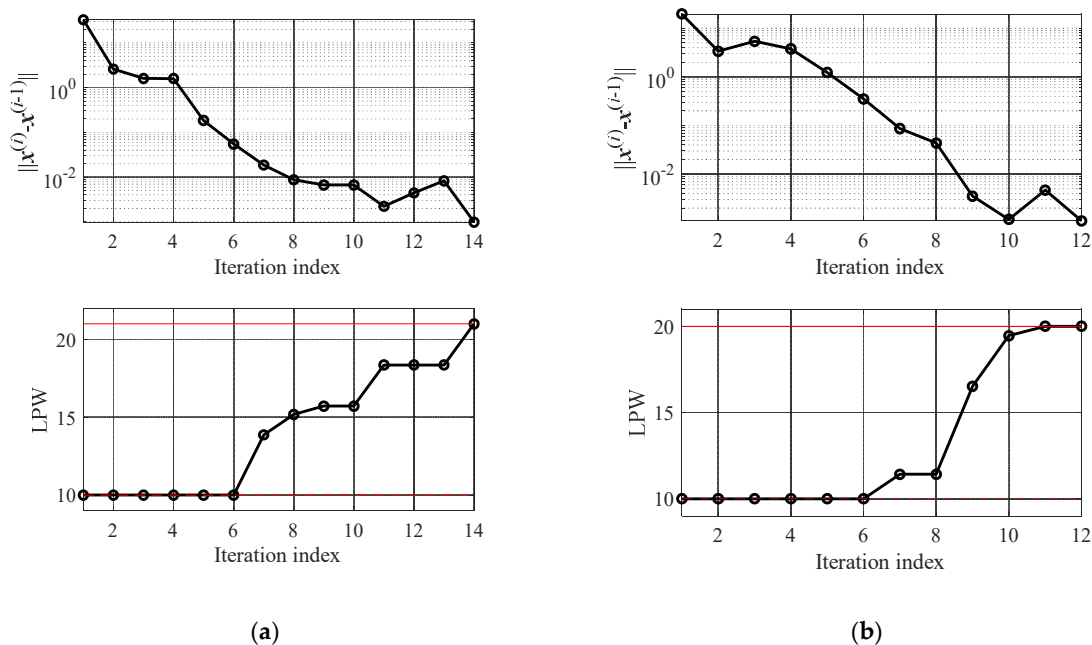 ||x^(i)-x^(i-1)||
10^0
10^-2
2 4 6 8 10 12 14
Iteration index
LPW
20
15
10
2 4 6 8 10 12 14
Iteration index
(a)
||x^(i)-x^(i-1)||
10^0
10^-2
2 4 6 8 10 12
Iteration index
LPW
20
15
10
2 4 6 8 10 12
Iteration index
(b)